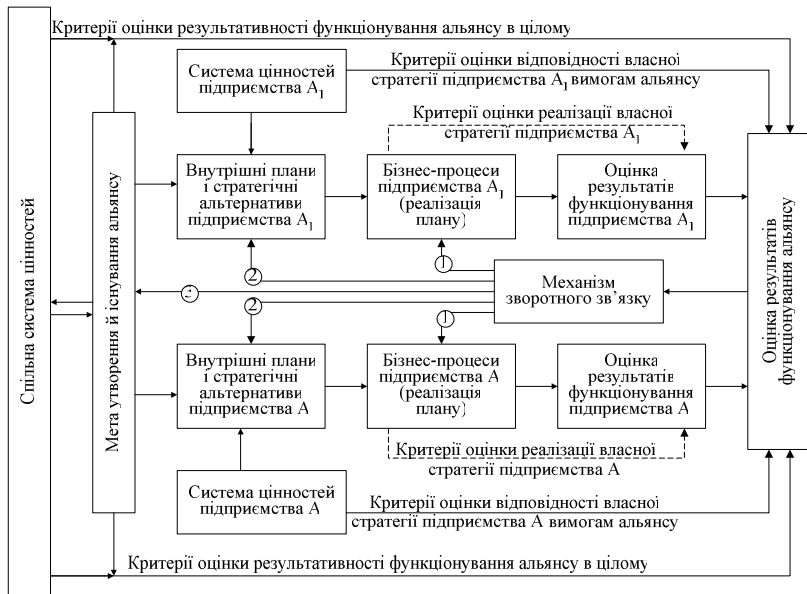 Критерії оцінки результативності функціонування альянсу в цілому
Спільна система цінностей
Мета утворення й існування альянсу
Система цінностей
підприємства А1
Критерії оцінки відповідності власної
стратегії підприємства А1 вимогам альянсу
Критерії оцінки реалізації власної
стратегії підприємства А1
Внутрішні плани
і стратегічні
альтернативи
підприємства А1
Бізнес-процеси
підприємства А1
(реалізація
плану)
Оцінка
результатів
функціонування
підприємства А1
Оцінка результатів
функціонування альянсу
1
2
3
2
1
Механізм
зворотного зв’язку
Внутрішні плани
і стратегічні
альтернативи
підприємства А
Бізнес-процеси
підприємства А
(реалізація
плану)
Оцінка
результатів
функціонування
підприємства А
Критерії оцінки реалізації власної
стратегії підприємства А
Система цінностей
підприємства А
Критерії оцінки відповідності власної
стратегії підприємства А вимогам альянсу
Критерії оцінки результативності функціонування альянсу в цілому